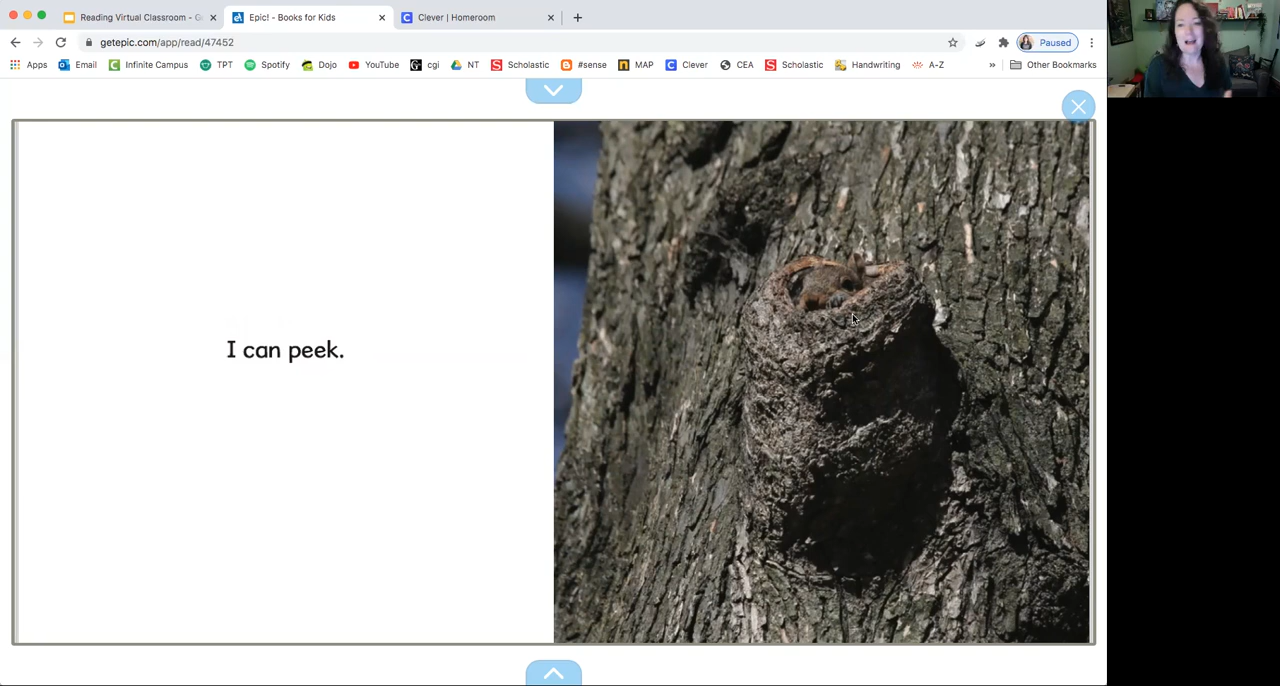 Reading Virtual Classroom - G
Epic! - Books for Kids
Clever | Homeroom
getepic.com/app/read/47452
Paused
Apps Email Infinite Campus TPT Spotify Dojo YouTube cgi NT Scholastic #sense MAP Clever CEA Scholastic Handwriting A-Z » Other Bookmarks
I can peek.